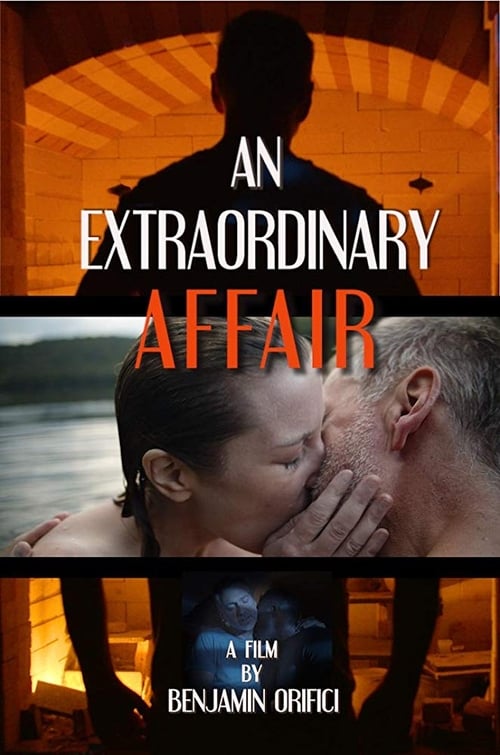 AN
EXTRAORDINARY
AFFAIR
A FILM
BY
BENJAMIN ORIFICI